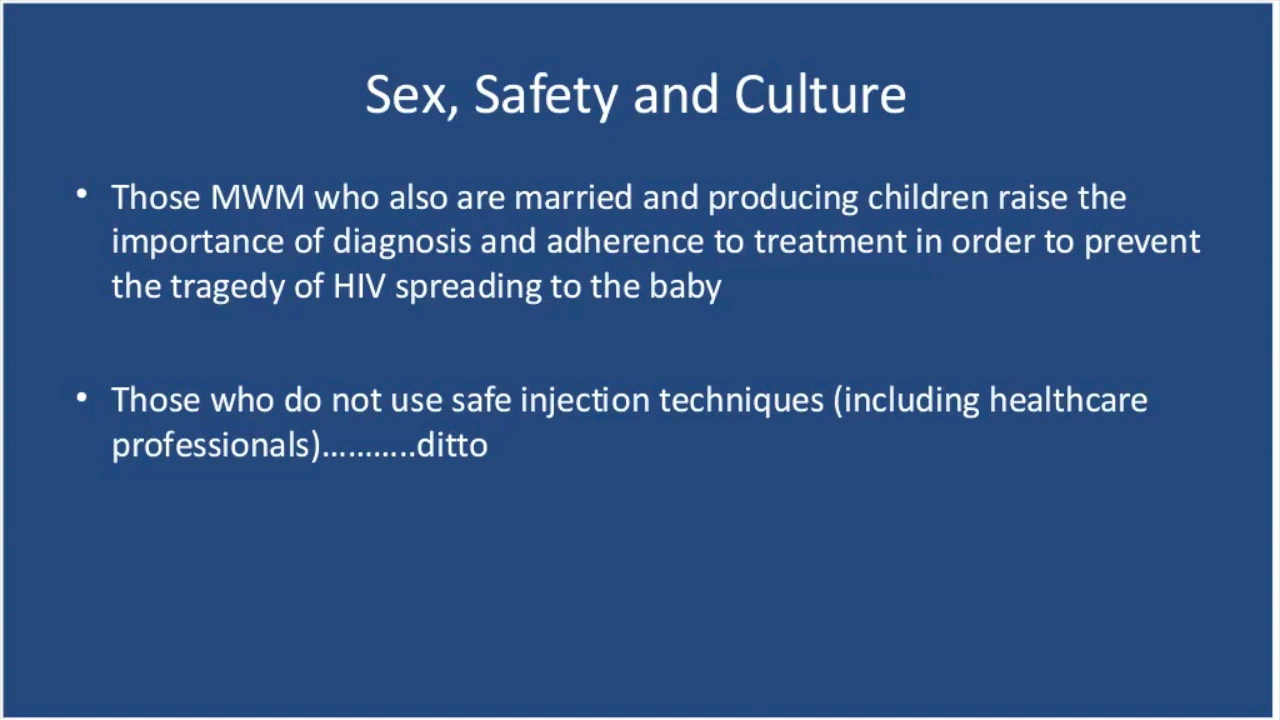 Sex, Safety and Culture
• Those MWM who also are married and producing children raise the
importance of diagnosis and adherence to treatment in order to prevent
the tragedy of HIV spreading to the baby
• Those who do not use safe injection techniques (including healthcare
professionals)………..ditto